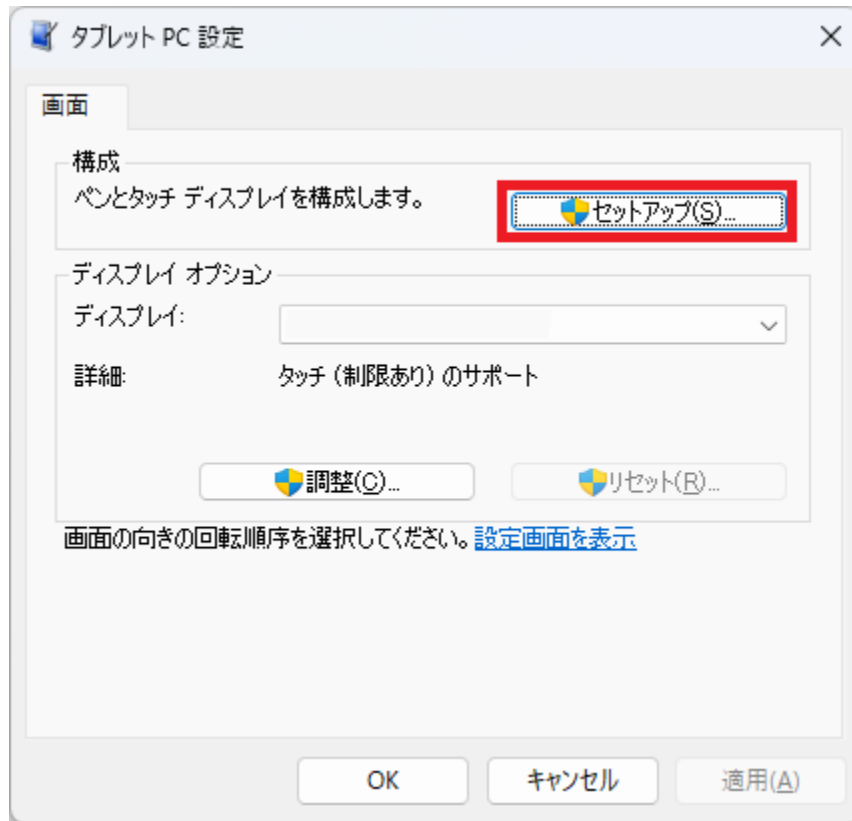 タブレット PC 設定
画面
構成
ペンとタッチ ディスプレイを構成します。
セットアップ(S)...
ディスプレイ オプション
ディスプレイ:
詳細:
タッチ (制限あり) のサポート
調整(C)...
リセット(R)...
画面の向きの回転順序を選択してください。設定画面を表示
OK
キャンセル
適用(A)